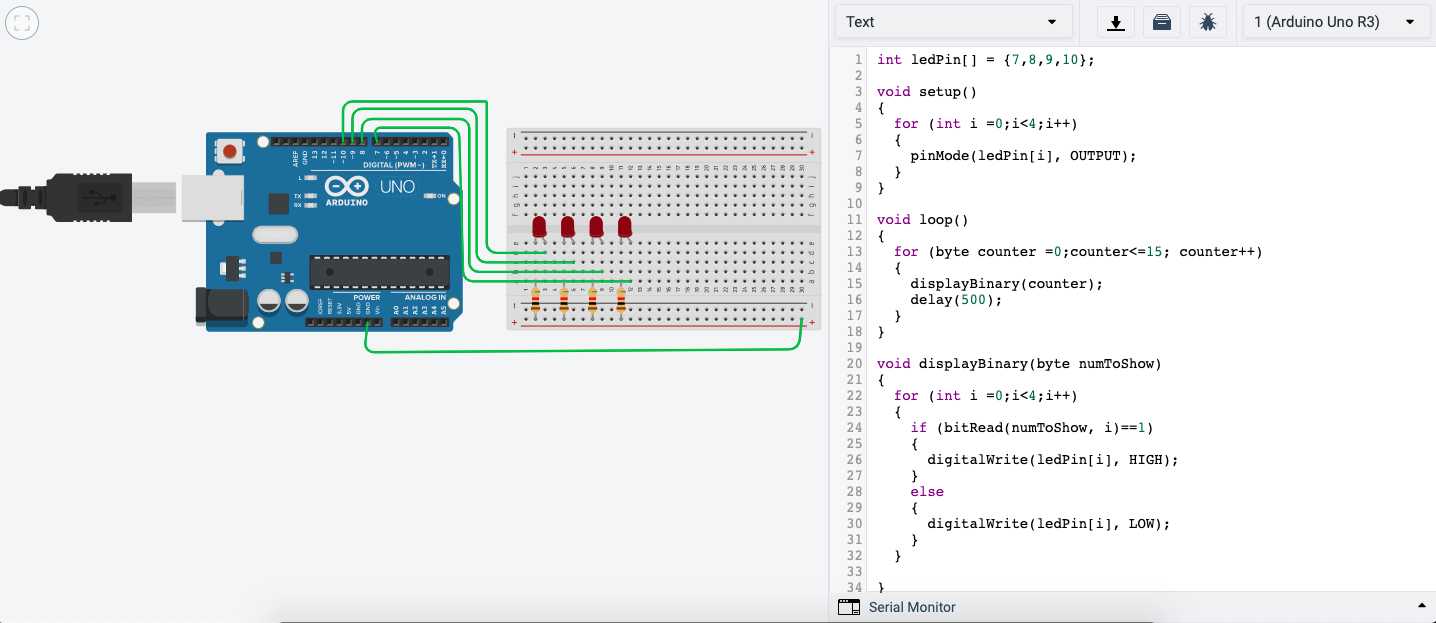 Text
1 (Arduino Uno R3)
1 int ledPin[] = {7,8,9,10};
2
3 void setup()
4 {
5 for (int i =0;i<4;i++)
6 {
7 pinMode(ledPin[i], OUTPUT);
8 }
9 }
10
11 void loop()
12 {
13 for (byte counter =0;counter<=15; counter++)
14 {
15 displayBinary(counter);
16 delay(500);
17 }
18 }
19
20 void displayBinary(byte numToShow)
21 {
22 for (int i =0;i<4;i++)
23 {
24 if (bitRead(numToShow, i)==1)
25 {
26 digitalWrite(ledPin[i], HIGH);
27 }
28 else
29 {
30 digitalWrite(ledPin[i], LOW);
31 }
32 }
33
34 }
Serial Monitor
AREF
GND
13
12
~11
~10
~9
8
7
~6
~5
~4
~3
2
TX→1
RX←0
DIGITAL (PWM~)
L
TX
RX
UNO
ARDUINO
ON
POWER
ANALOG IN
IOREF
RESET
3.3V
5V
GND
GND
Vin
A0
A1
A2
A3
A4
A5